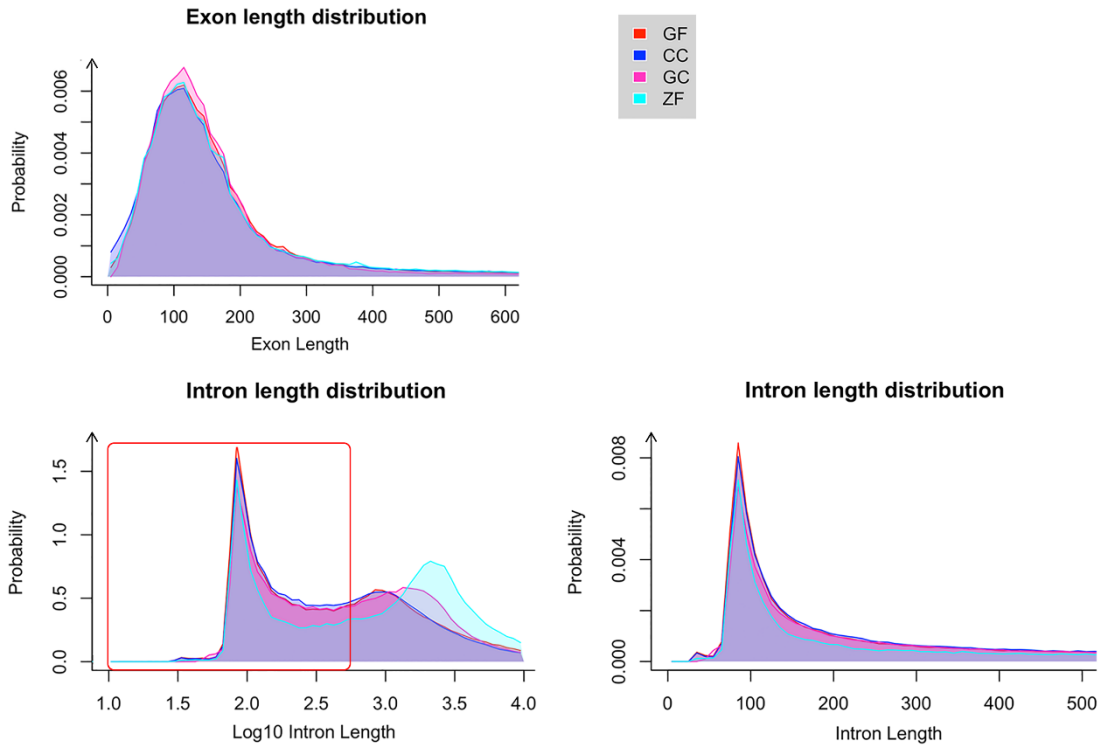 Exon length distribution
GF
CC
GC
ZF
Probability
0.000
0.002
0.004
0.006
0
100
200
300
400
500
600
Exon Length
Intron length distribution
Probability
0.0
0.5
1.0
1.5
1.0
1.5
2.0
2.5
3.0
3.5
4.0
Log10 Intron Length
Intron length distribution
Probability
0.000
0.004
0.008
0
100
200
300
400
500
Intron Length